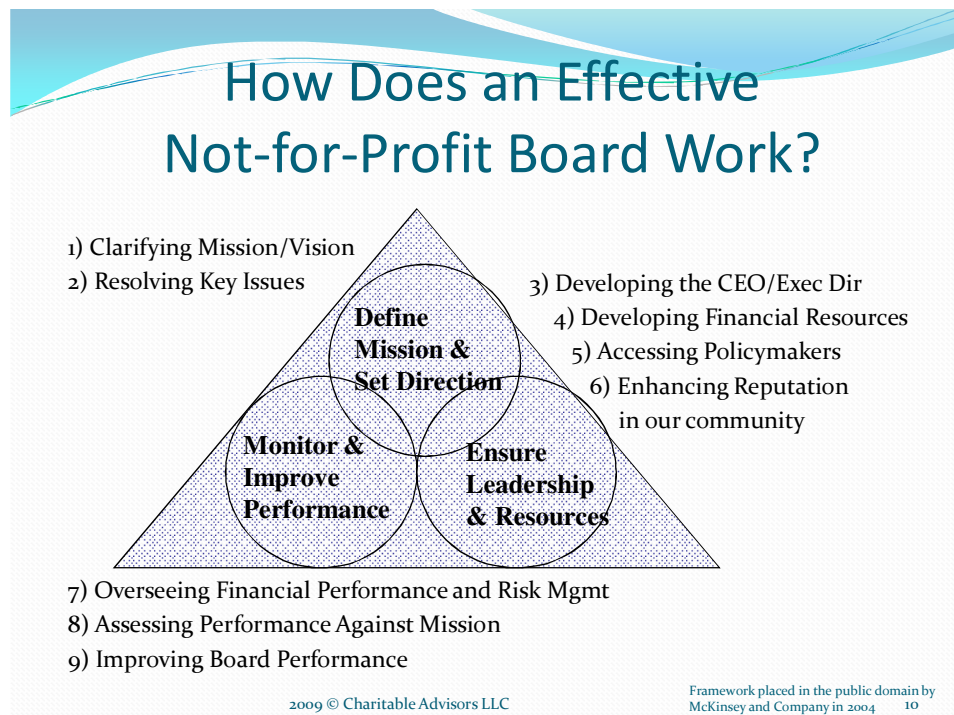 How Does an Effective
Not-for-Profit Board Work?
1) Clarifying Mission/Vision
2) Resolving Key Issues
3) Developing the CEO/Exec Dir
4) Developing Financial Resources
5) Accessing Policymakers
6) Enhancing Reputation
in our community
Define
Mission &
Set Direction
Monitor &
Improve
Performance
Ensure
Leadership
& Resources
7) Overseeing Financial Performance and Risk Mgmt
8) Assessing Performance Against Mission
9) Improving Board Performance
2009 © Charitable Advisors LLC
Framework placed in the public domain by
McKinsey and Company in 2004
10